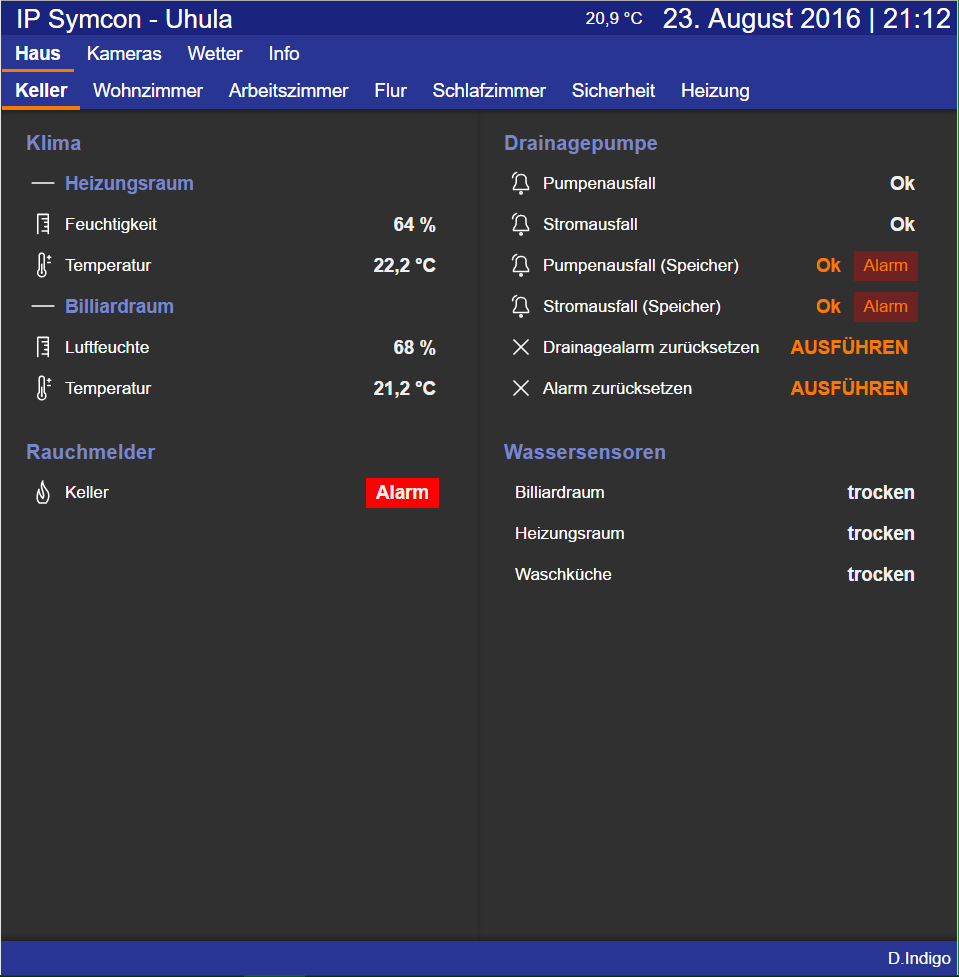 IP Symcon - Uhula 20,9 °C 23. August 2016 | 21:12
Haus Kameras Wetter Info
Keller Wohnzimmer Arbeitszimmer Flur Schlafzimmer Sicherheit Heizung
Klima
Heizungsraum
Feuchtigkeit 64 %
Temperatur 22,2 °C
Billiardraum
Luftfeuchte 68 %
Temperatur 21,2 °C
Rauchmelder
Keller Alarm
Drainagepumpe
Pumpenausfall Ok
Stromausfall Ok
Pumpenausfall (Speicher) Ok Alarm
Stromausfall (Speicher) Ok Alarm
Drainagealarm zurücksetzen AUSFÜHREN
Alarm zurücksetzen AUSFÜHREN
Wassersensoren
Billiardraum trocken
Heizungsraum trocken
Waschküche trocken
D.Indigo